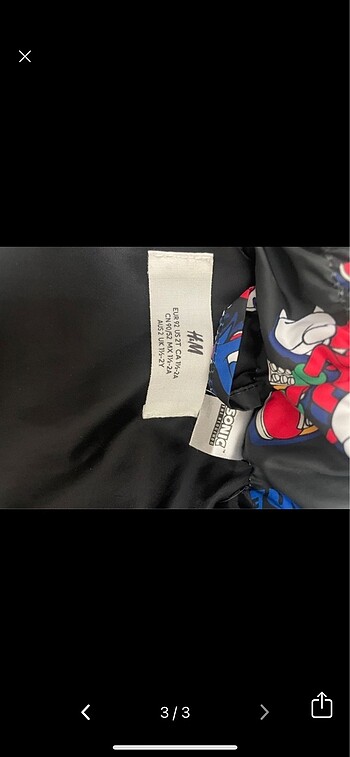 H&M
EUR 92 US 2T CA 1½-2A
CN 90/52 MX 1½-2A
AUS 2 UK 1½-2Y
SONIC
3/3